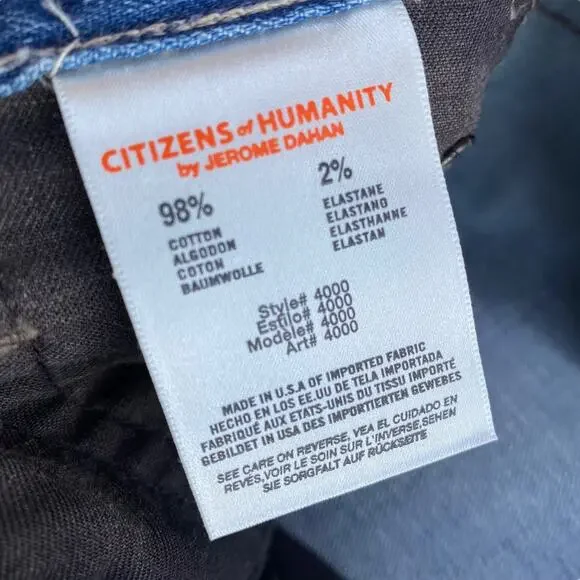 CITIZENS of HUMANITY
by JEROME DAHAN
98%
COTTON
ALGODON
COTON
BAUMWOLLE
2%
ELASTANE
ELASTANO
ELASTHANNE
ELASTAN
Style# 4000
Estilo# 4000
Modèle# 4000
Art# 4000
MADE IN U.S.A OF IMPORTED FABRIC
HECHO EN LOS EE.UU DE TELA IMPORTADA
FABRIQUÉ AUX ETATS-UNIS DU TISSU IMPORTÉ
GEBILDET IN USA DES IMPORTIERTEN GEWEBES
SEE CARE ON REVERSE, VEA EL CUIDADO EN
REVES,VOIR LE SOIN SUR L'INVERSE,SEHEN
SIE SORGFALT AUF RÜCKSEITE